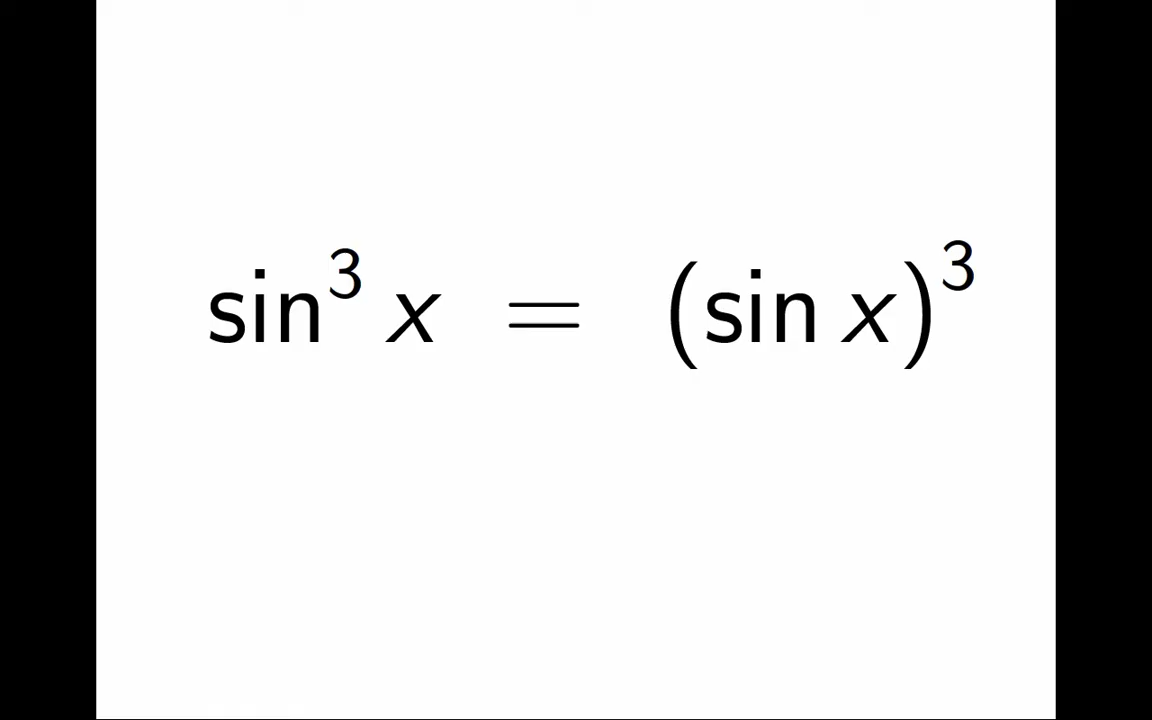 sin³ x = (sin x)³